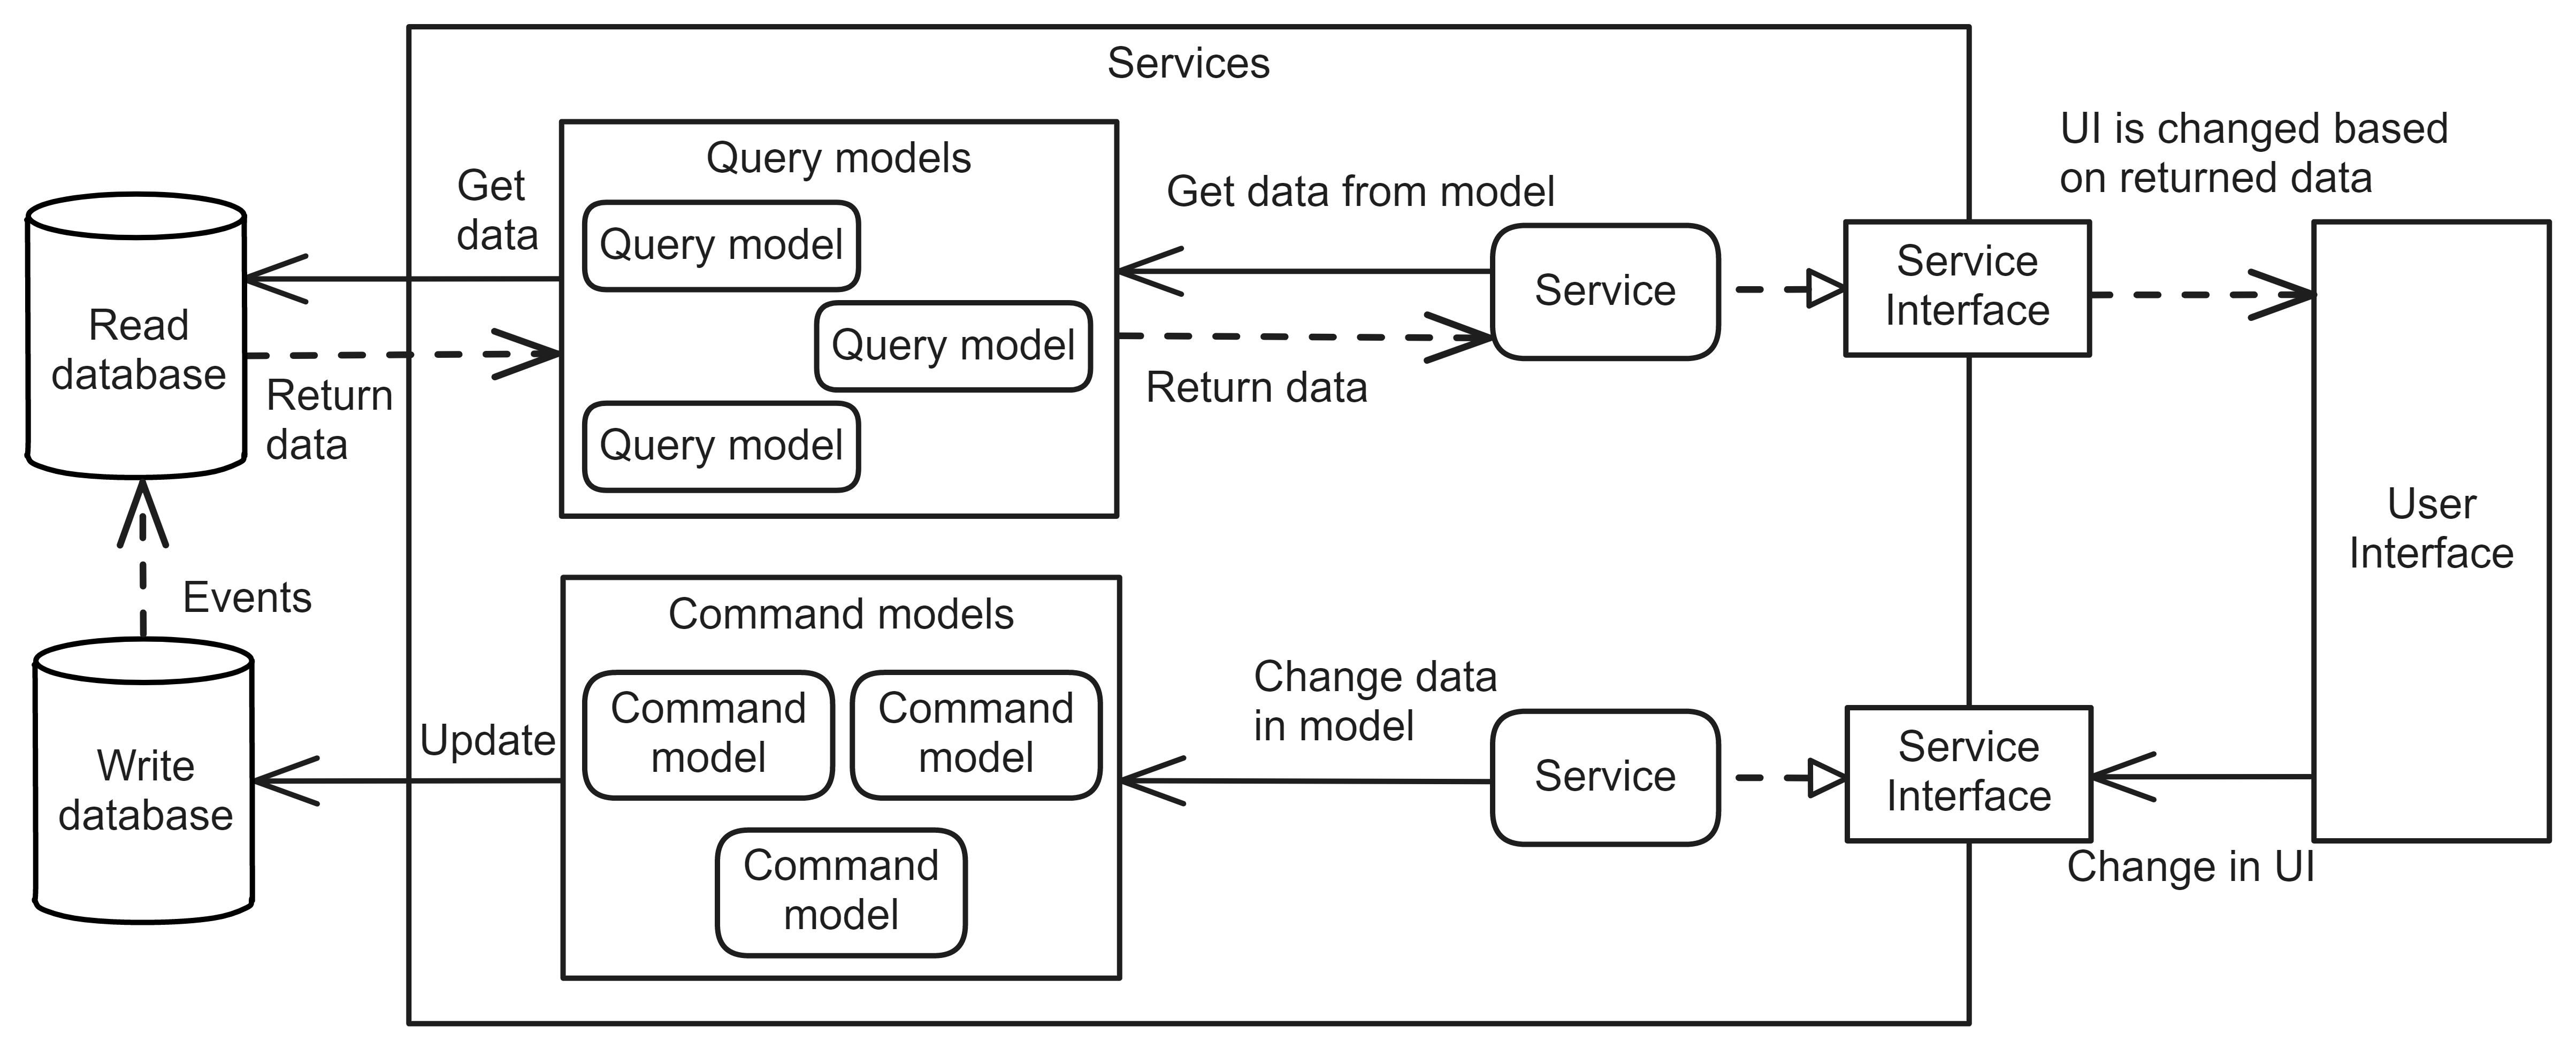 Services
Query models
Query model
Query model
Query model
Get
data
Return
data
Read
database
Events
Write
database
Get data from model
Return data
Service
Service
Interface
UI is changed based
on returned data
User
Interface
Command models
Command
model
Command
model
Command
model
Update
Change data
in model
Service
Service
Interface
Change in UI